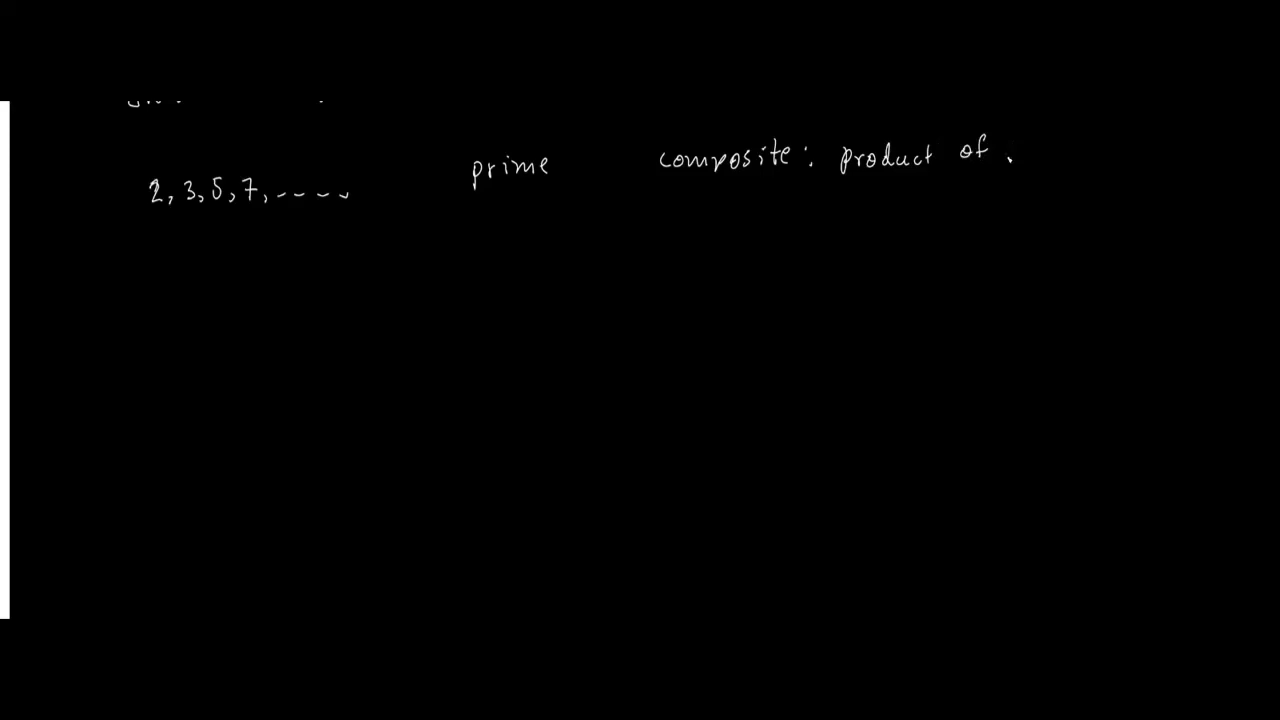 prime composite: product of
2, 3, 5, 7, - - - -